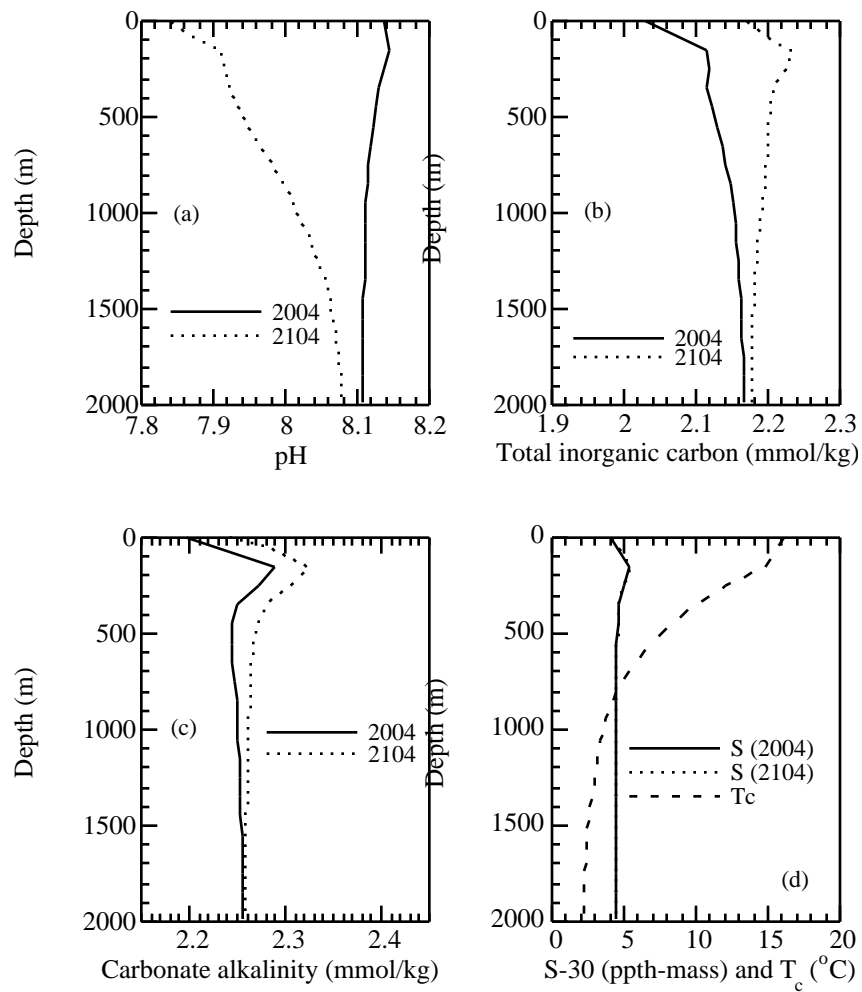 0
500
1000
1500
2000
Depth (m)
(a)
2004
2104
7.8 7.9 8 8.1 8.2
pH
0
500
1000
1500
2000
Depth (m)
(b)
2004
2104
1.9 2 2.1 2.2 2.3
Total inorganic carbon (mmol/kg)
0
500
1000
1500
2000
Depth (m)
(c)
2004
2104
2.2 2.3 2.4
Carbonate alkalinity (mmol/kg)
0
500
1000
1500
2000
Depth (m)
S (2004)
S (2104)
Tc
(d)
0 5 10 15 20
S-30 (ppth-mass) and T_c (°C)